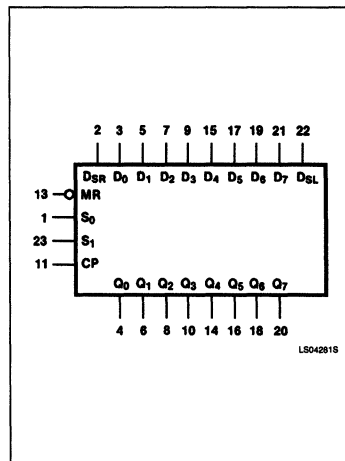 2 3 5 7 9 15 17 19 21 22
DSR D0 D1 D2 D3 D4 D5 D6 D7 DSL
13 MR
1 S0
23 S1
11 CP
Q0 Q1 Q2 Q3 Q4 Q5 Q6 Q7
4 6 8 10 14 16 18 20
LS04281S